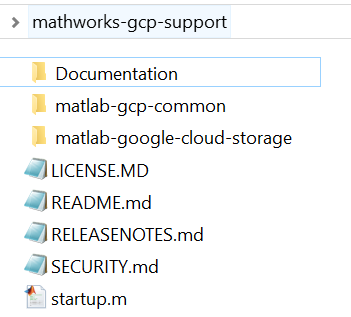 mathworks-gcp-support
Documentation
matlab-gcp-common
matlab-google-cloud-storage
LICENSE.MD
README.md
RELEASENOTES.md
SECURITY.md
startup.m